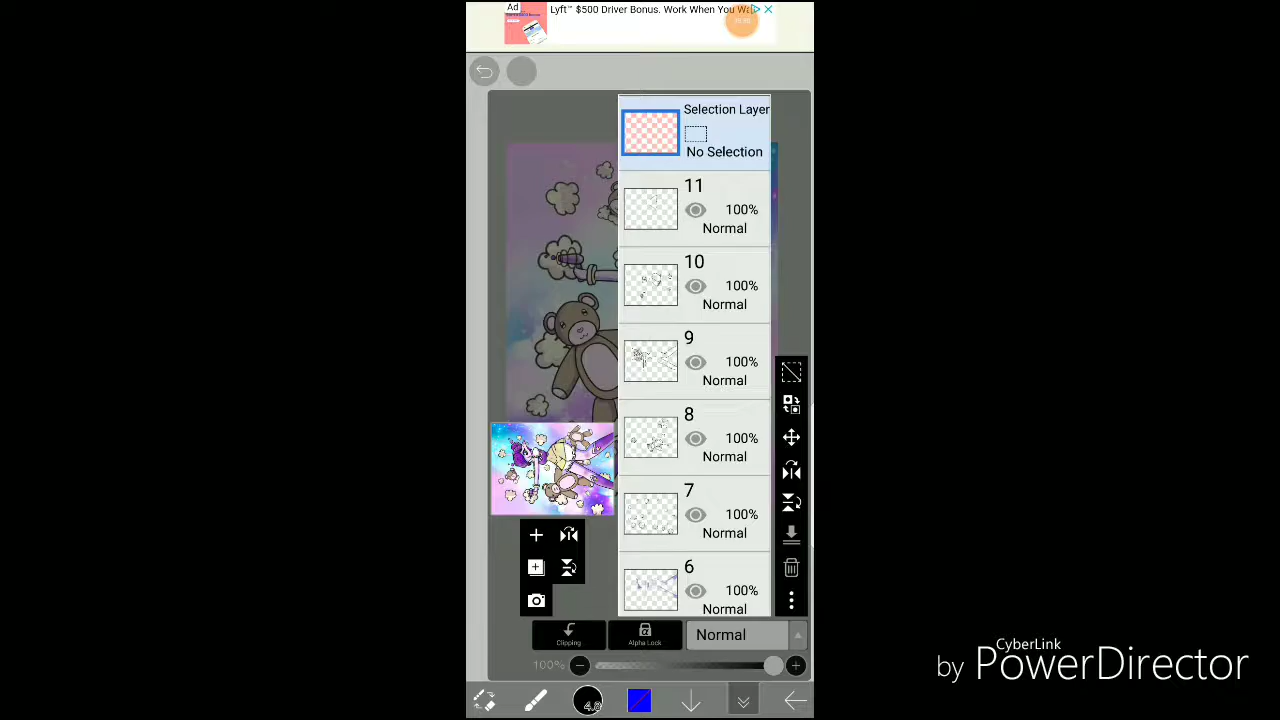 Ad
Lyft™ $500 Driver Bonus. Work When You
Selection Layer
No Selection
11
100%
Normal
10
100%
Normal
9
100%
Normal
8
100%
Normal
7
100%
Normal
6
100%
Normal
Clipping
Alpha Lock
Normal
100%
4.8
CyberLink
by PowerDirector